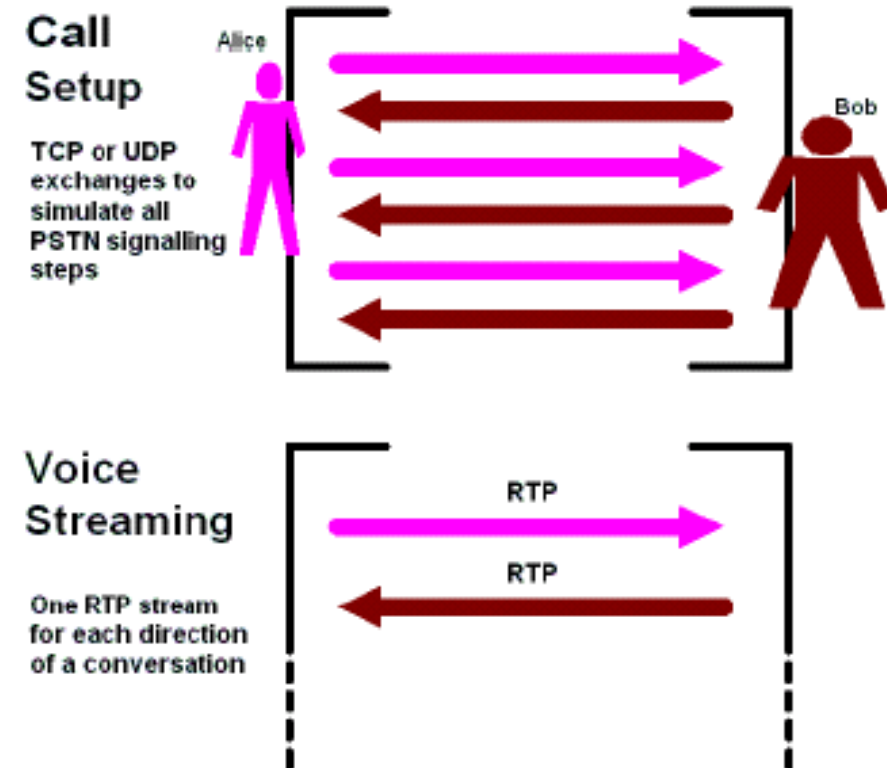 Call
Setup
Alice
Bob
TCP or UDP
exchanges to
simulate all
PSTN signalling
steps
Voice
Streaming
RTP
RTP
One RTP stream
for each direction
of a conversation